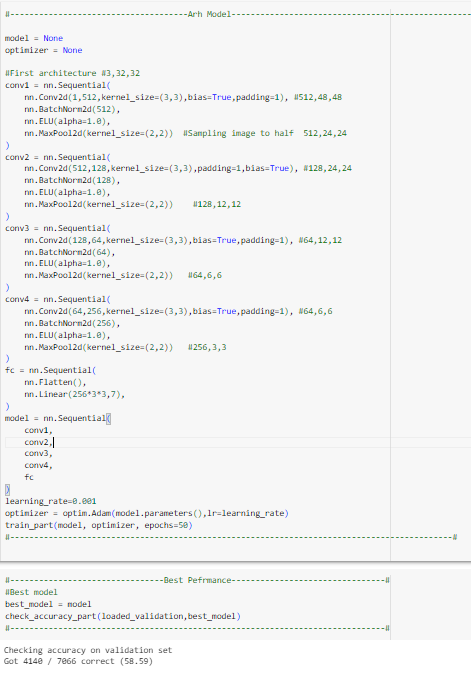 #-------------------------------------Arh Model------------------------------------------------
model = None
optimizer = None
#First architecture #3,32,32
conv1 = nn.Sequential(
nn.Conv2d(1,512,kernel_size=(3,3),bias=True,padding=1), #512,48,48
nn.BatchNorm2d(512),
nn.ELU(alpha=1.0),
nn.MaxPool2d(kernel_size=(2,2)) #Sampling image to half 512,24,24
)
conv2 = nn.Sequential(
nn.Conv2d(512,128,kernel_size=(3,3),padding=1,bias=True), #128,24,24
nn.BatchNorm2d(128),
nn.ELU(alpha=1.0),
nn.MaxPool2d(kernel_size=(2,2)) #128,12,12
)
conv3 = nn.Sequential(
nn.Conv2d(128,64,kernel_size=(3,3),bias=True,padding=1), #64,12,12
nn.BatchNorm2d(64),
nn.ELU(alpha=1.0),
nn.MaxPool2d(kernel_size=(2,2)) #64,6,6
)
conv4 = nn.Sequential(
nn.Conv2d(64,256,kernel_size=(3,3),bias=True,padding=1), #64,6,6
nn.BatchNorm2d(256),
nn.ELU(alpha=1.0),
nn.MaxPool2d(kernel_size=(2,2)) #256,3,3
)
fc = nn.Sequential(
nn.Flatten(),
nn.Linear(256*3*3,7),
)
model = nn.Sequential(
conv1,
conv2,
conv3,
conv4,
fc
)
learning_rate=0.001
optimizer = optim.Adam(model.parameters(),lr=learning_rate)
train_part(model, optimizer, epochs=50)
#------------------------------------------------------------------------------------------#
#--------------------------------Best Pefrmance--------------------------------#
#Best model
best_model = model
check_accuracy_part(loaded_validation,best_model)
#----------------------------------------------------------------------------#
Checking accuracy on validation set
Got 4140 / 7066 correct (58.59)